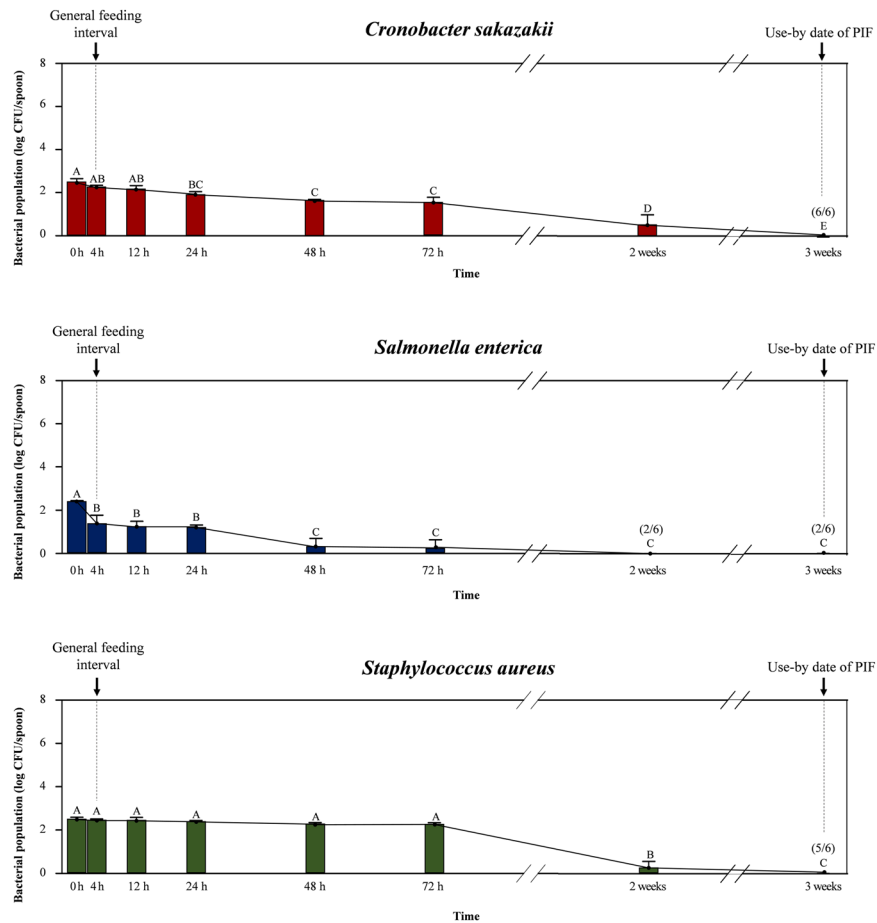 General feeding
interval
Cronobacter sakazakii
Use-by date of PIF
Bacterial population (log CFU/spoon)
8
6
4
2
0
A
AB
AB
BC
C
C
D
(6/6)
E
0 h 4 h 12 h 24 h 48 h 72 h 2 weeks 3 weeks
Time
General feeding
interval
Salmonella enterica
Use-by date of PIF
Bacterial population (log CFU/spoon)
8
6
4
2
0
A
B
B
B
C
C
(2/6)
C
(2/6)
C
0 h 4 h 12 h 24 h 48 h 72 h 2 weeks 3 weeks
Time
General feeding
interval
Staphylococcus aureus
Use-by date of PIF
Bacterial population (log CFU/spoon)
8
6
4
2
0
A
A
A
A
A
A
B
(5/6)
C
0 h 4 h 12 h 24 h 48 h 72 h 2 weeks 3 weeks
Time